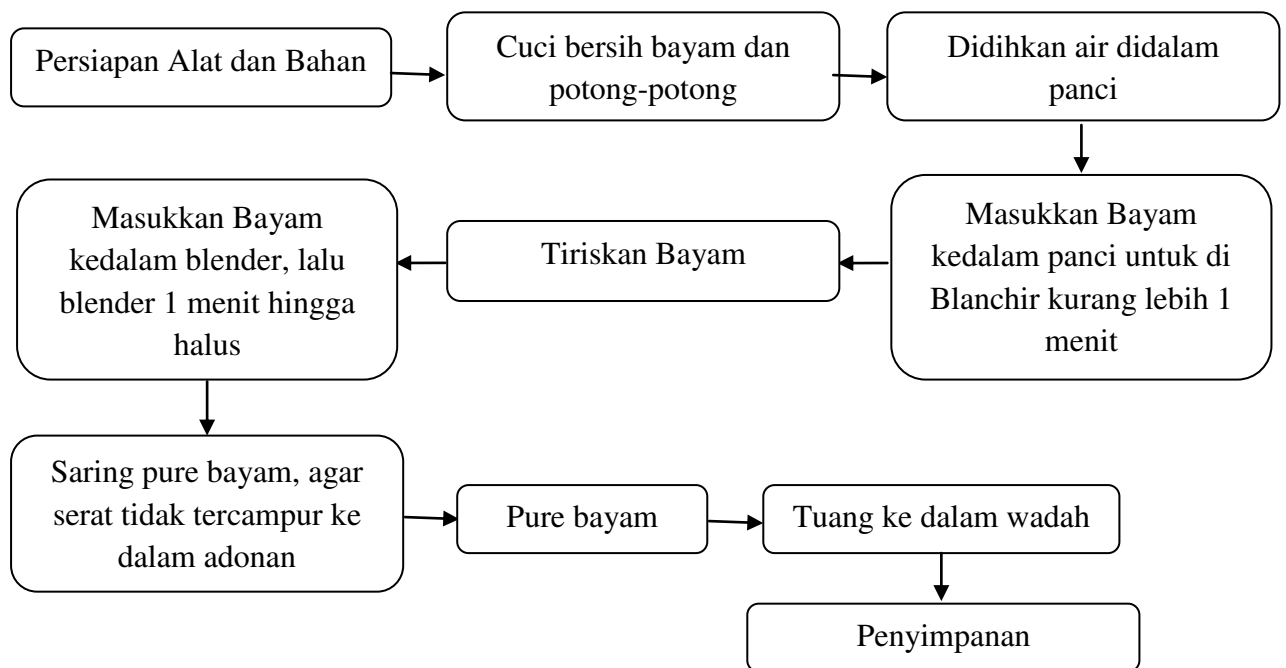 Persiapan Alat dan Bahan
Cuci bersih bayam dan
potong-potong
Didihkan air didalam
panci
Masukkan Bayam
kedalam panci untuk di
Blanchir kurang lebih 1
menit
Tiriskan Bayam
Masukkan Bayam
kedalam blender, lalu
blender 1 menit hingga
halus
Saring pure bayam, agar
serat tidak tercampur ke
dalam adonan
Pure bayam
Tuang ke dalam wadah
Penyimpanan